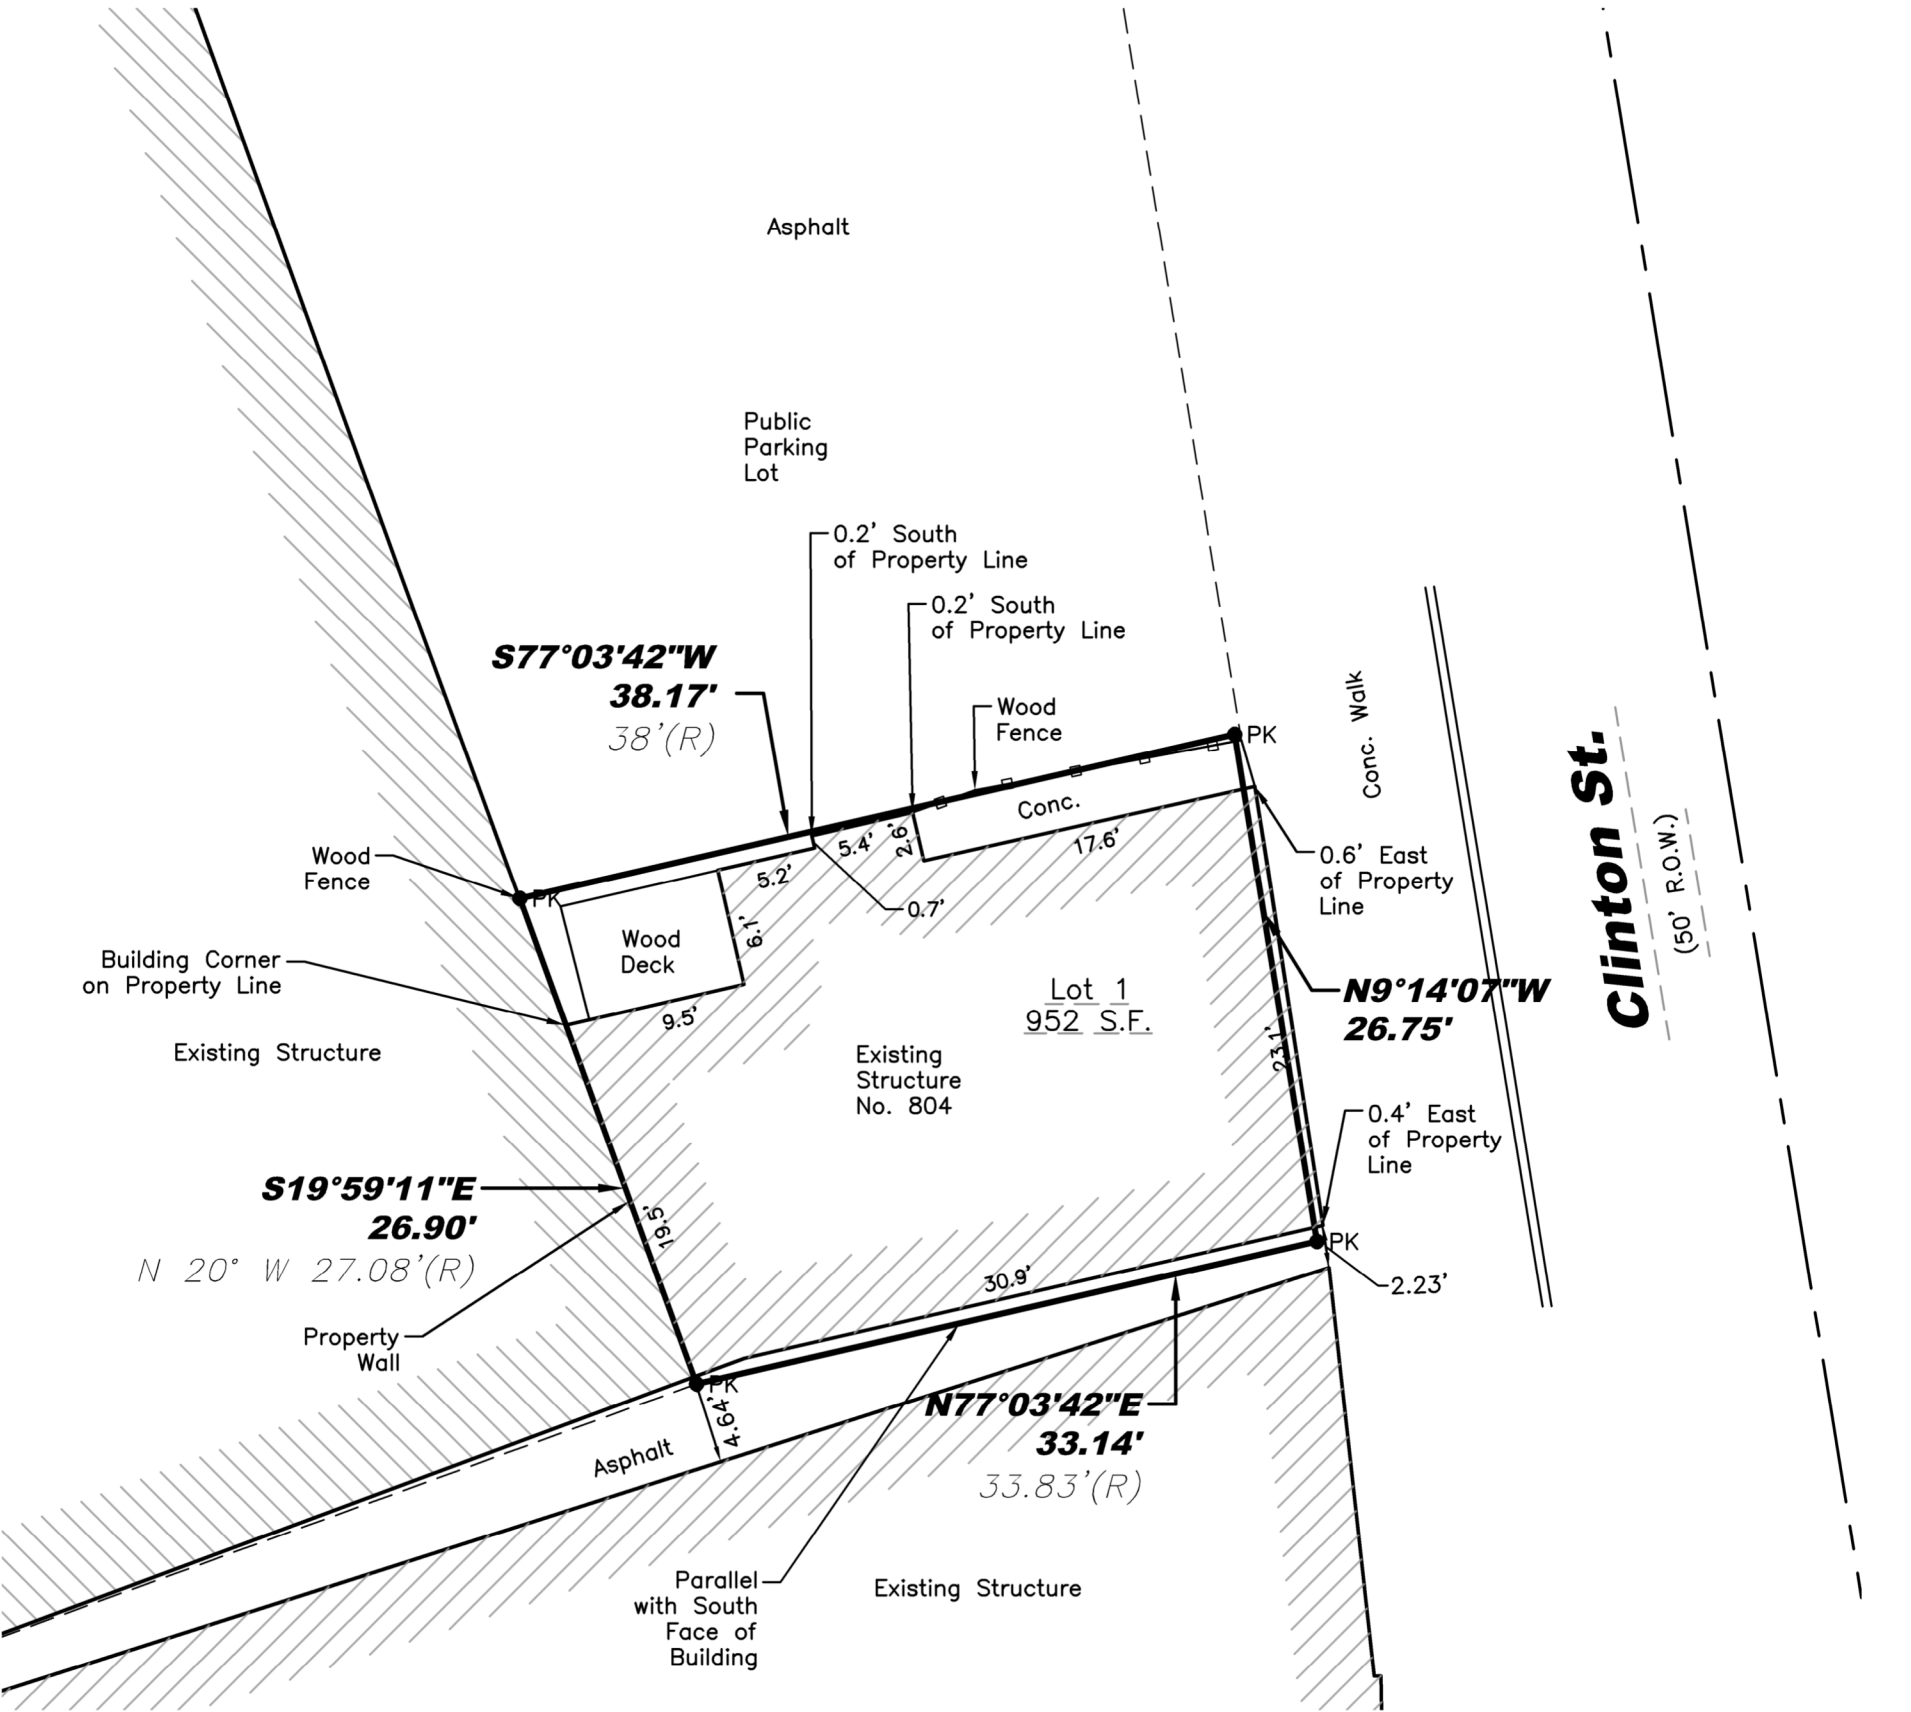 Asphalt
Public
Parking
Lot
0.2' South
of Property Line
0.2' South
of Property Line
S77°03'42"W
38.17'
38'(R)
Wood
Fence
PK
Conc. Walk
Clinton St.
(50' R.O.W.)
Conc.
2.6'
5.4'
17.6'
5.2'
0.7'
Wood
Fence
PK
0.6' East
of Property
Line
Wood
Deck
6.1'
9.5'
Building Corner
on Property Line
Existing Structure
Lot 1
952 S.F.
N9°14'07"W
26.75'
23.1'
Existing
Structure
No. 804
0.4' East
of Property
Line
S19°59'11"E
26.90'
N 20° W 27.08'(R)
19.5'
PK
2.23'
30.9'
Property
Wall
PK
4.64'
Asphalt
N77°03'42"E
33.14'
33.83'(R)
Parallel
with South
Face of
Building
Existing Structure